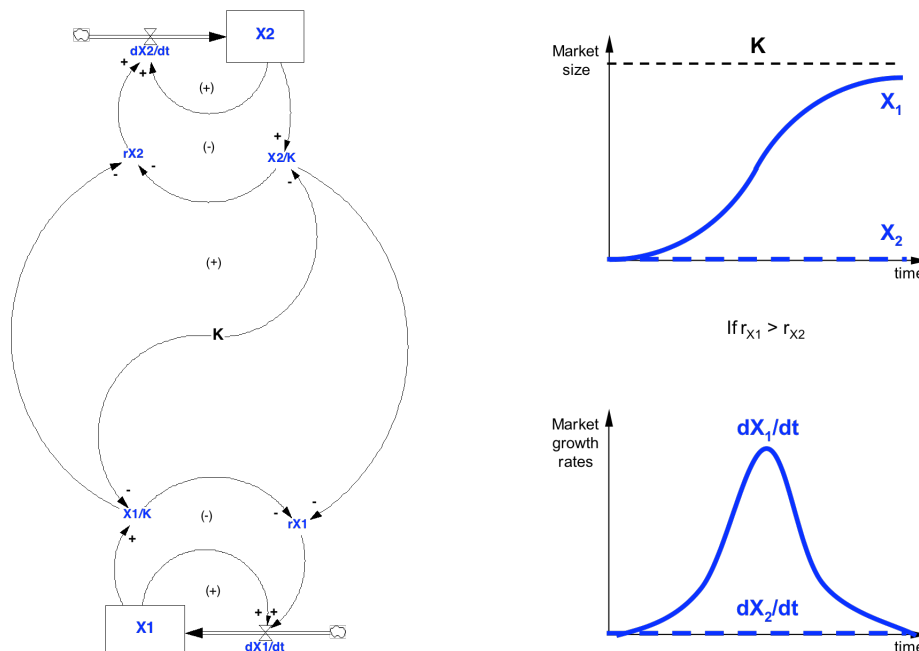 X2
dX2/dt
+
+
(+)
(-)
+
rX2
X2/K
-
-
-
(+)
K
-
-
-
X1/K
(-)
rX1
+
(+)
+
+
X1
dX1/dt
Market
size
K
X1
X2
time
If rX1 > rX2
Market
growth
rates
dX1/dt
dX2/dt
time